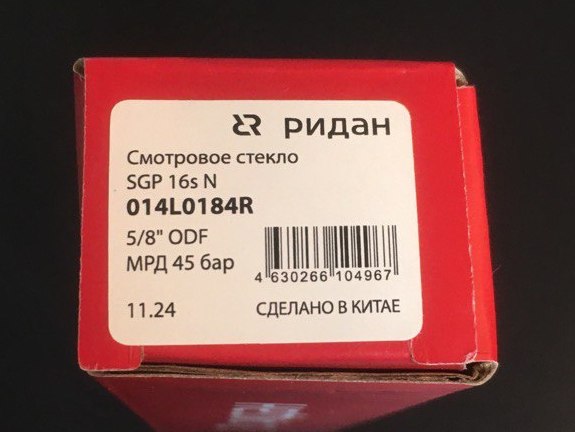 ридан
Смотровое стекло
SGP 16s N
014L0184R
5/8" ODF
МРД 45 бар
4 630266 104967
11.24
СДЕЛАНО В КИТАЕ